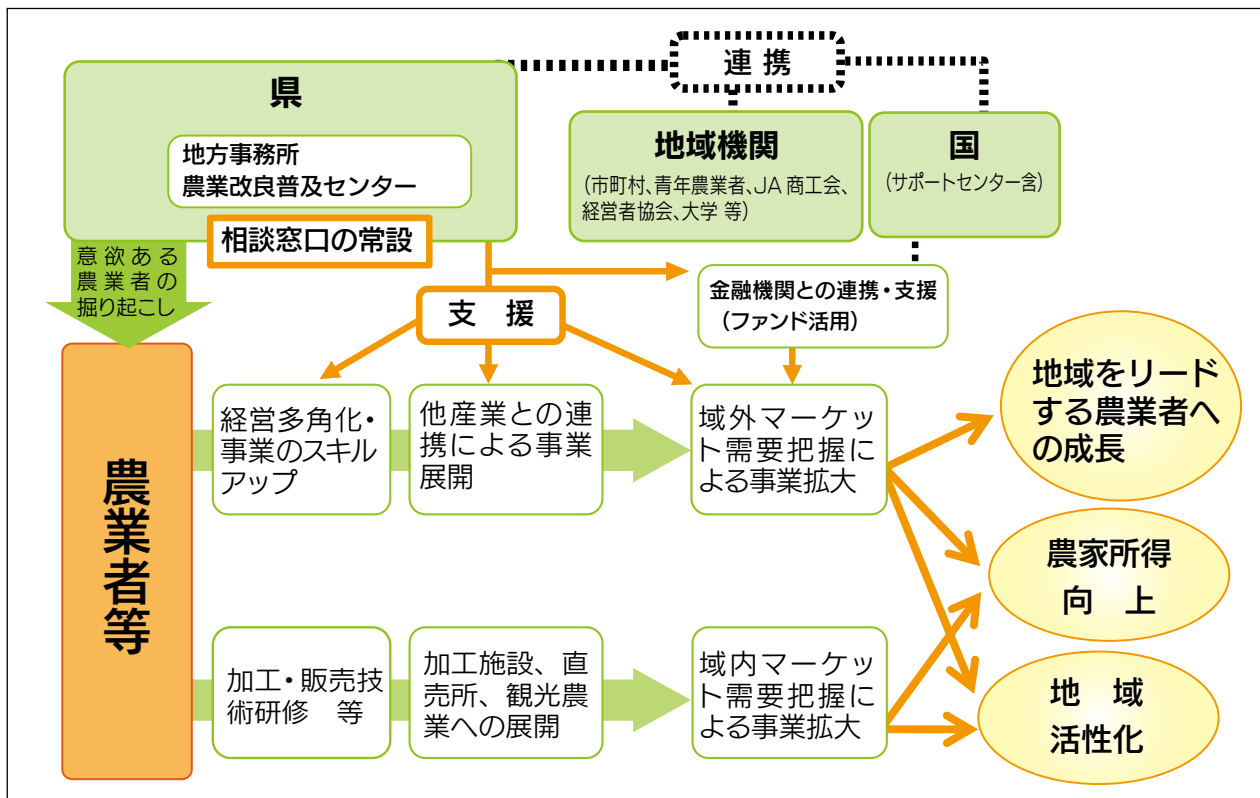 連 携
県
地方事務所
農業改良普及センター
相談窓口の常設
地域機関
(市町村、青年農業者、JA 商工会、
経営者協会、大学 等)
国
(サポートセンター含)
意欲ある
農業者の
掘り起こし
支　援
金融機関との連携・支援
(ファンド活用)
農業者等
経営多角化・
事業のスキル
アップ
他産業との連
携による事業
展開
域外マーケッ
ト需要把握に
よる事業拡大
地域をリード
する農業者へ
の成長
農家所得
向　上
加工・販売技
術研修　等
加工施設、直
売所、観光農
業への展開
域内マーケッ
ト需要把握に
よる事業拡大
地　域
活性化